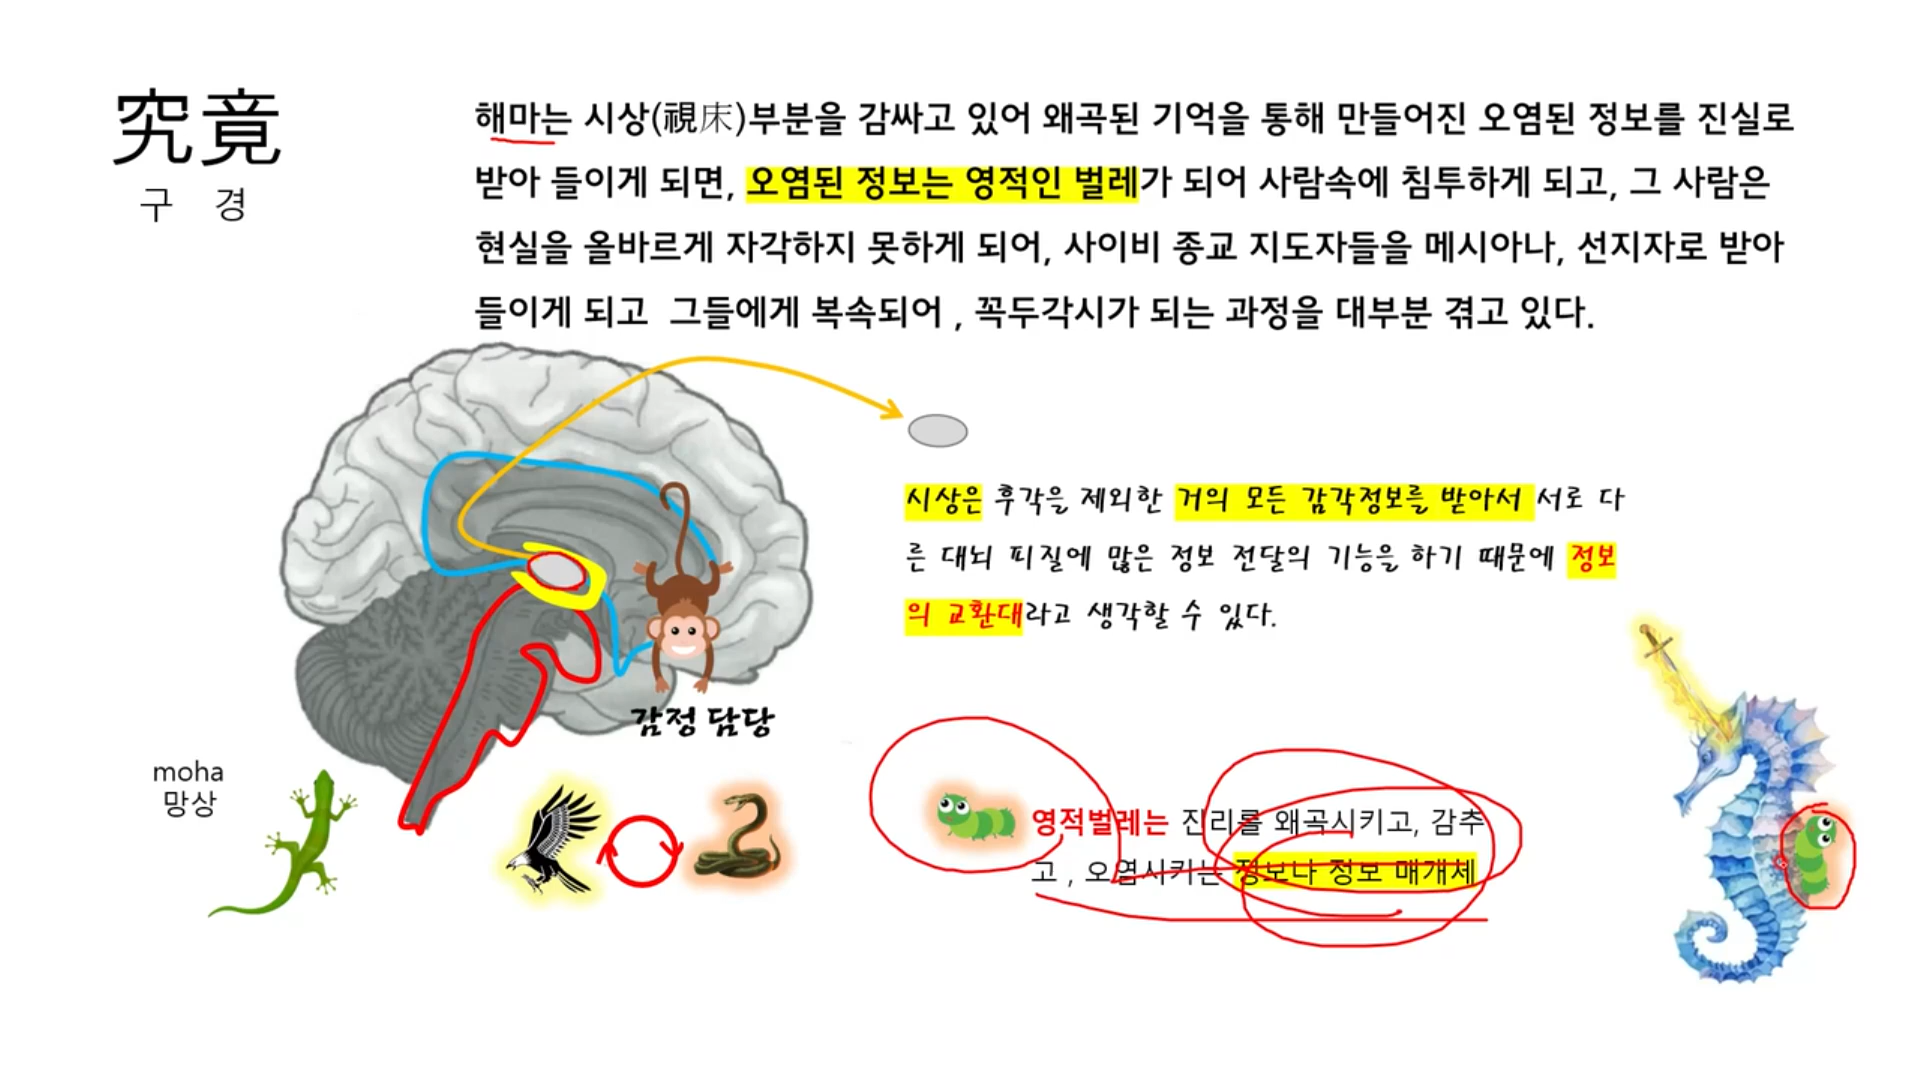 究竟
구 경
해마는 시상(視床)부분을 감싸고 있어 왜곡된 기억을 통해 만들어진 오염된 정보를 진실로
받아 들이게 되면, 오염된 정보는 영적인 벌레가 되어 사람속에 침투하게 되고, 그 사람은
현실을 올바르게 자각하지 못하게 되어, 사이비 종교 지도자들을 메시아나, 선지자로 받아
들이게 되고 그들에게 복속되어 , 꼭두각시가 되는 과정을 대부분 겪고 있다.
시상은 후각을 제외한 거의 모든 감각정보를 받아서 서로 다
른 대뇌 피질에 많은 정보 전달의 기능을 하기 때문에 정보
의 교환대라고 생각할 수 있다.
감정 담당
moha
망상
영적벌레는 진리를 왜곡시키고, 감추
고 , 오염시키는 정보나 정보 매개체